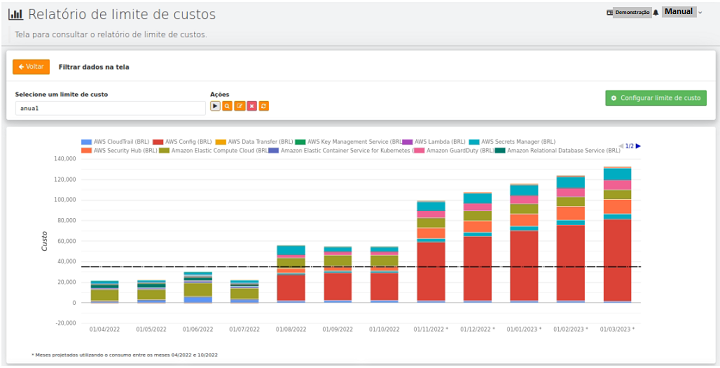 Relatório de limite de custos
Demonstração
Manual
Tela para consultar o relatório de limite de custos.
Voltar
Filtrar dados na tela
Selecione um limite de custo
Ações
anual
Configurar limite de custo
AWS CloudTrail (BRL) AWS Config (BRL) AWS Data Transfer (BRL) AWS Key Management Service (BRL) AWS Lambda (BRL) AWS Secrets Manager (BRL)
1/2
AWS Security Hub (BRL) Amazon Elastic Compute Cloud (BRL) Amazon Elastic Container Service for Kubernetes ( Amazon GuardDuty (BRL) Amazon Relational Database Service (BRL)
140,000
120,000
100,000
80,000
60,000
40,000
20,000
0
-20,000
Custo
01/04/2022 01/05/2022 01/06/2022 01/07/2022 01/08/2022 01/09/2022 01/10/2022 01/11/2022 * 01/12/2022 * 01/01/2023 * 01/02/2023 * 01/03/2023 *
* Meses projetados utilizando o consumo entre os meses 04/2022 e 10/2022